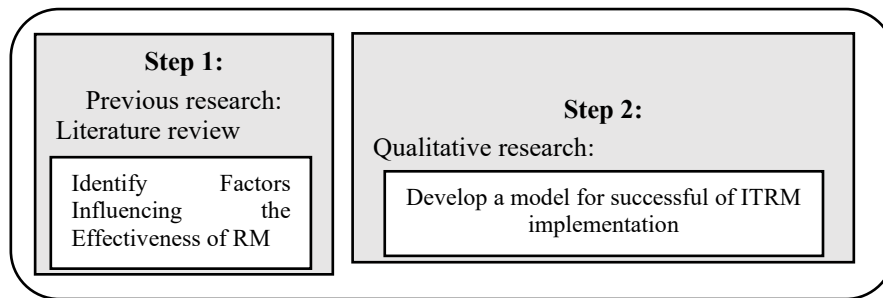 Step 1:
Previous research:
Literature review
Identify Factors
Influencing the
Effectiveness of RM
Step 2:
Qualitative research:
Develop a model for successful of ITRM
implementation